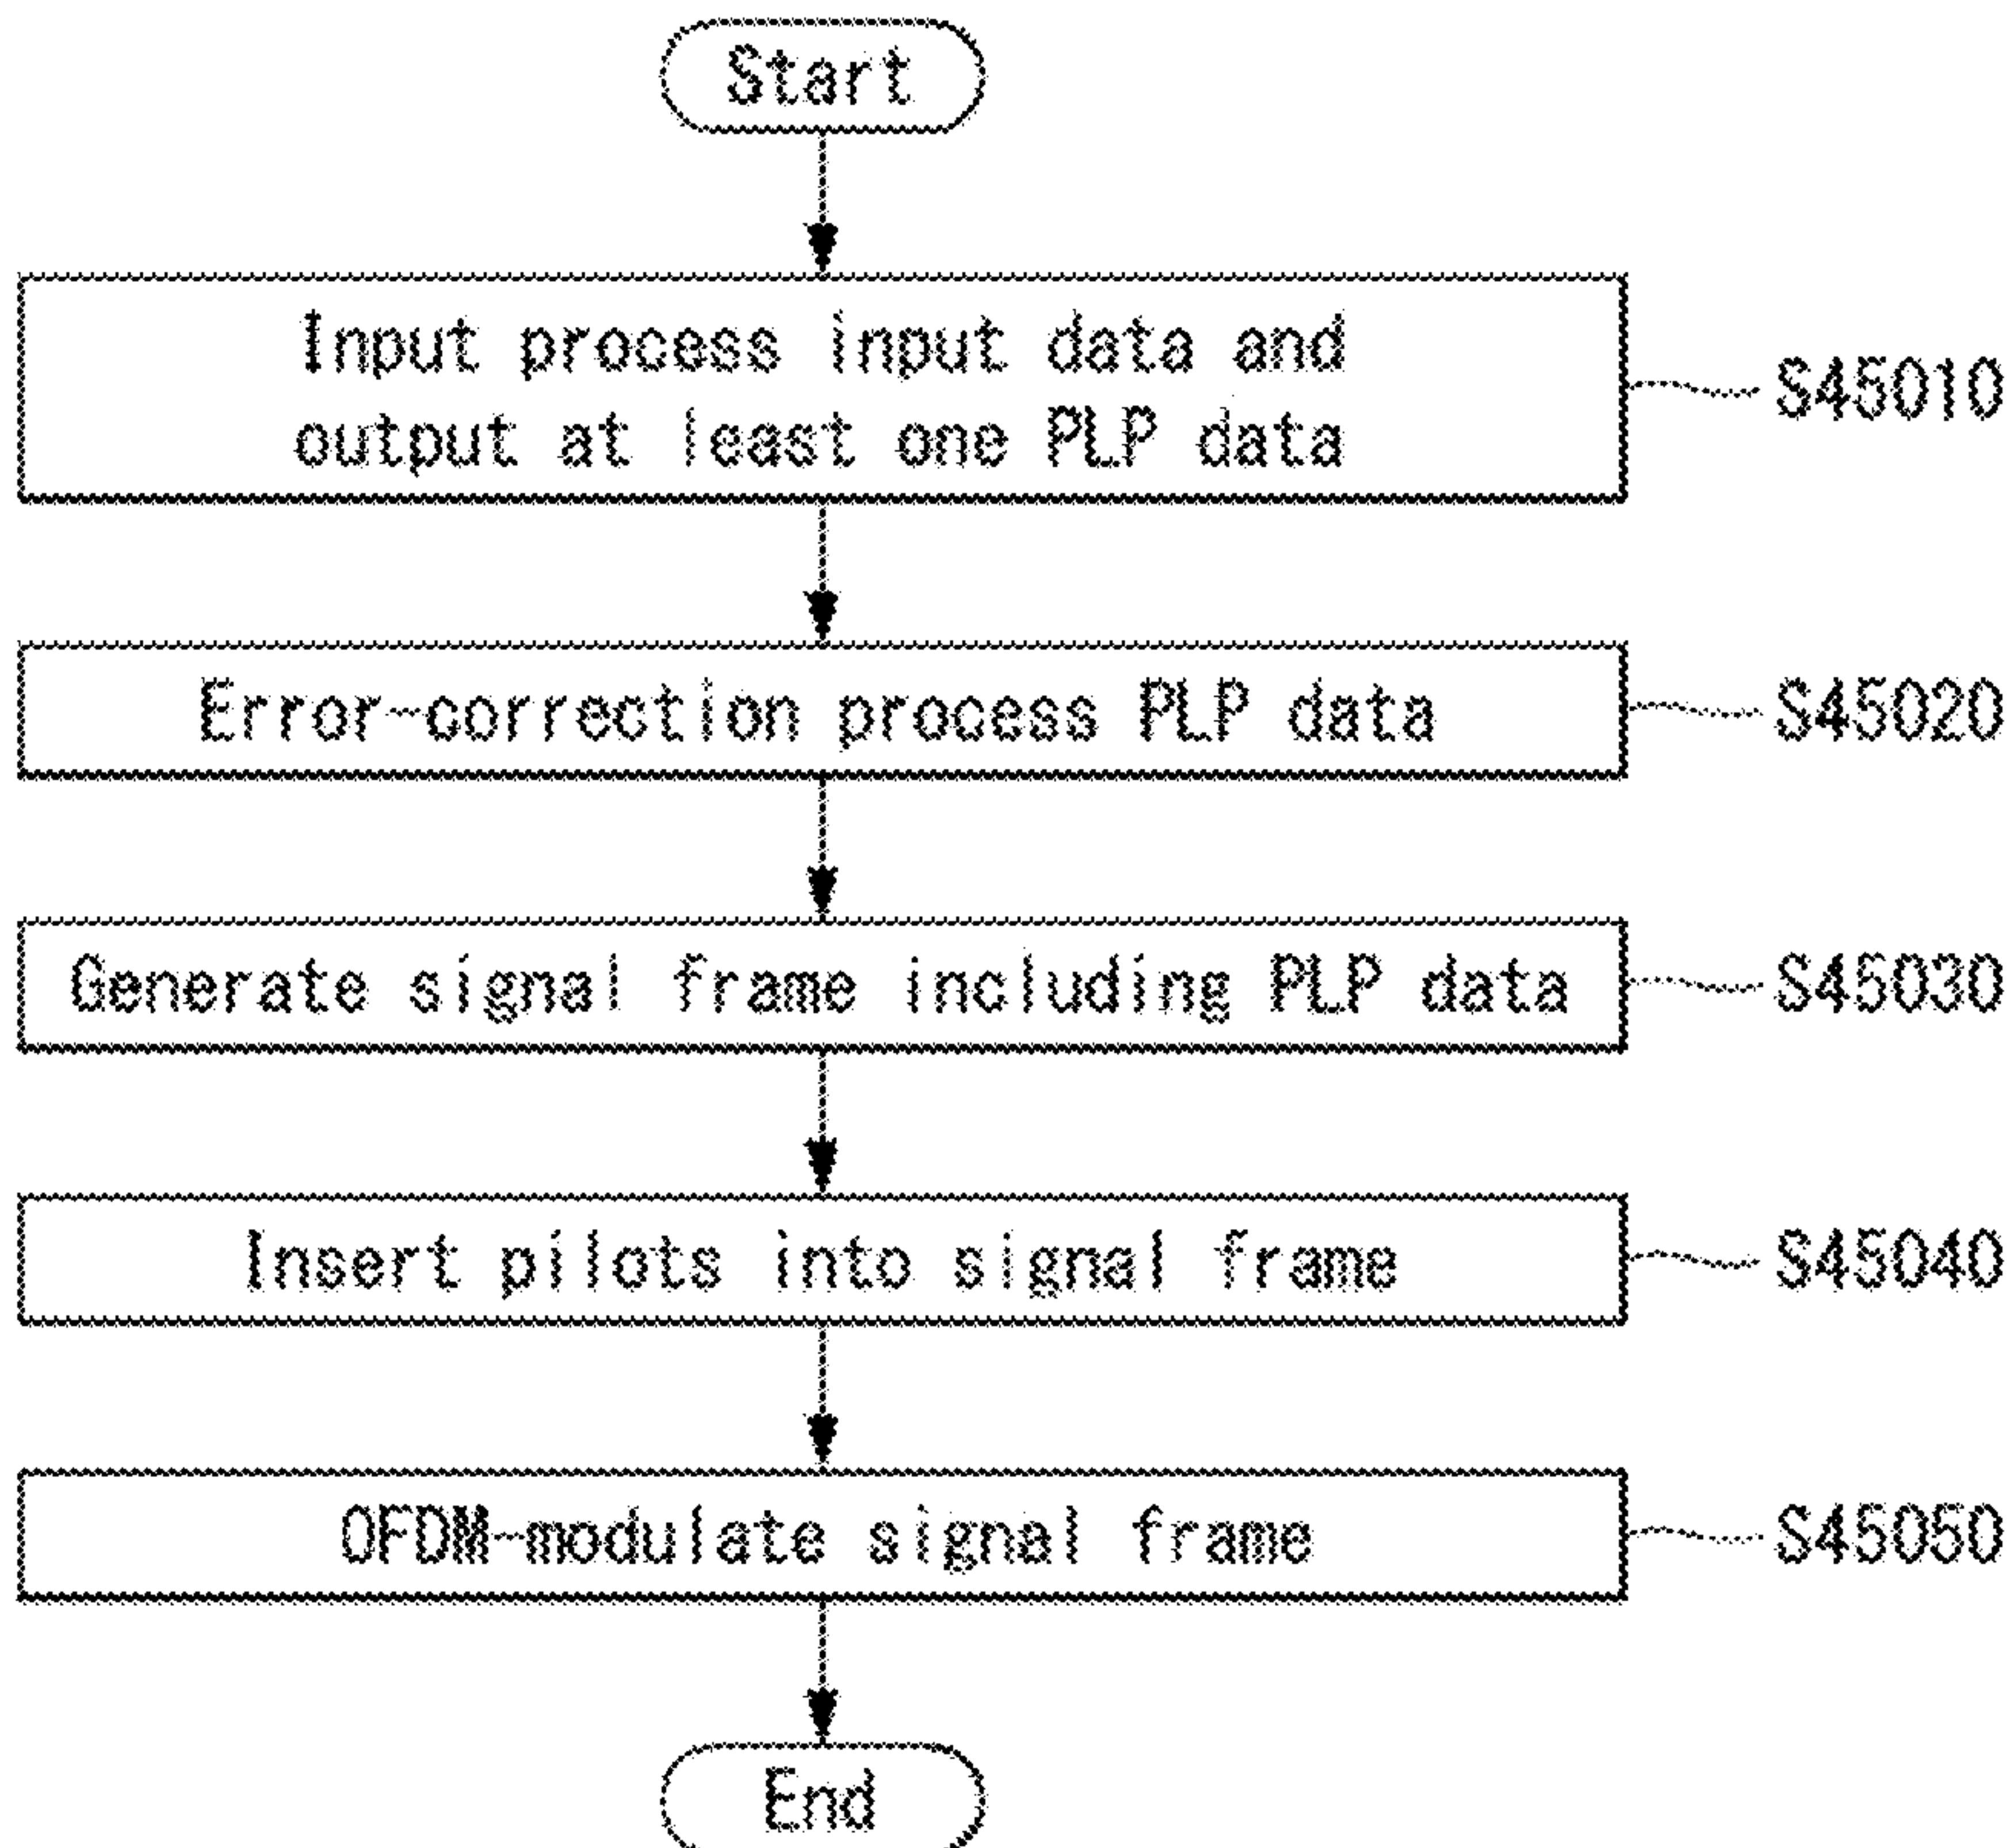 Start
Input process input data and
output at least one PLP data
S45010
Error-correction process PLP data
S45020
Generate signal frame including PLP data
S45030
Insert pilots into signal frame
S45040
OFDM-modulate signal frame
S45050
End